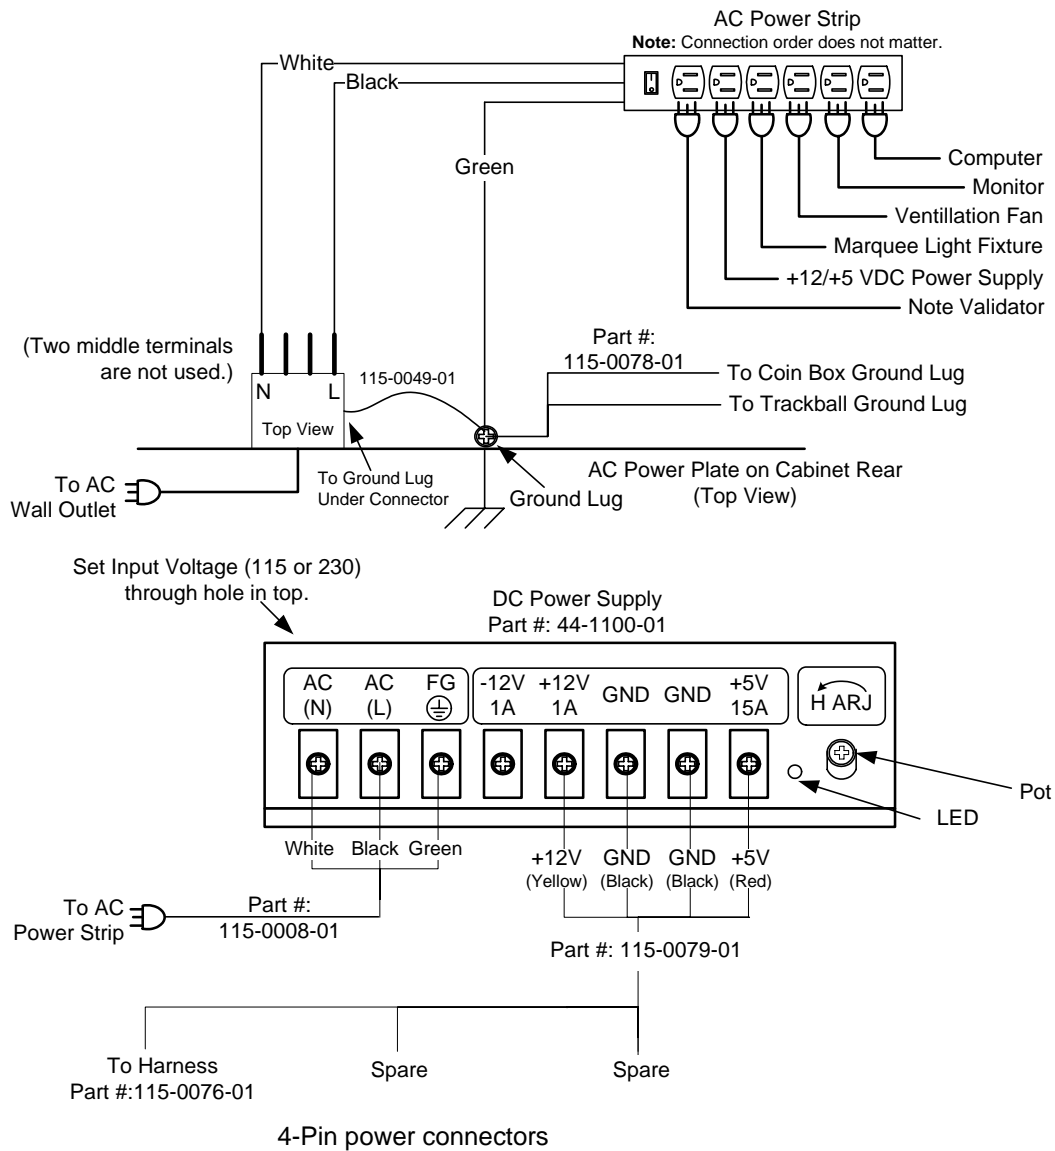 AC Power Strip
Note: Connection order does not matter.
White
Black
Green
Computer
Monitor
Ventillation Fan
Marquee Light Fixture
+12/+5 VDC Power Supply
Note Validator
(Two middle terminals
are not used.)
N
L
Top View
115-0049-01
Part #:
115-0078-01
To Coin Box Ground Lug
To Trackball Ground Lug
To AC
Wall Outlet
To Ground Lug
Under Connector
Ground Lug
AC Power Plate on Cabinet Rear
(Top View)
Set Input Voltage (115 or 230)
through hole in top.
DC Power Supply
Part #: 44-1100-01
AC
(N)
AC
(L)
FG
-12V
1A
+12V
1A
GND
GND
+5V
15A
H ARJ
Pot
LED
White
Black
Green
+12V
(Yellow)
GND
(Black)
GND
(Black)
+5V
(Red)
To AC
Power Strip
Part #:
115-0008-01
Part #: 115-0079-01
To Harness
Part #:115-0076-01
Spare
Spare
4-Pin power connectors